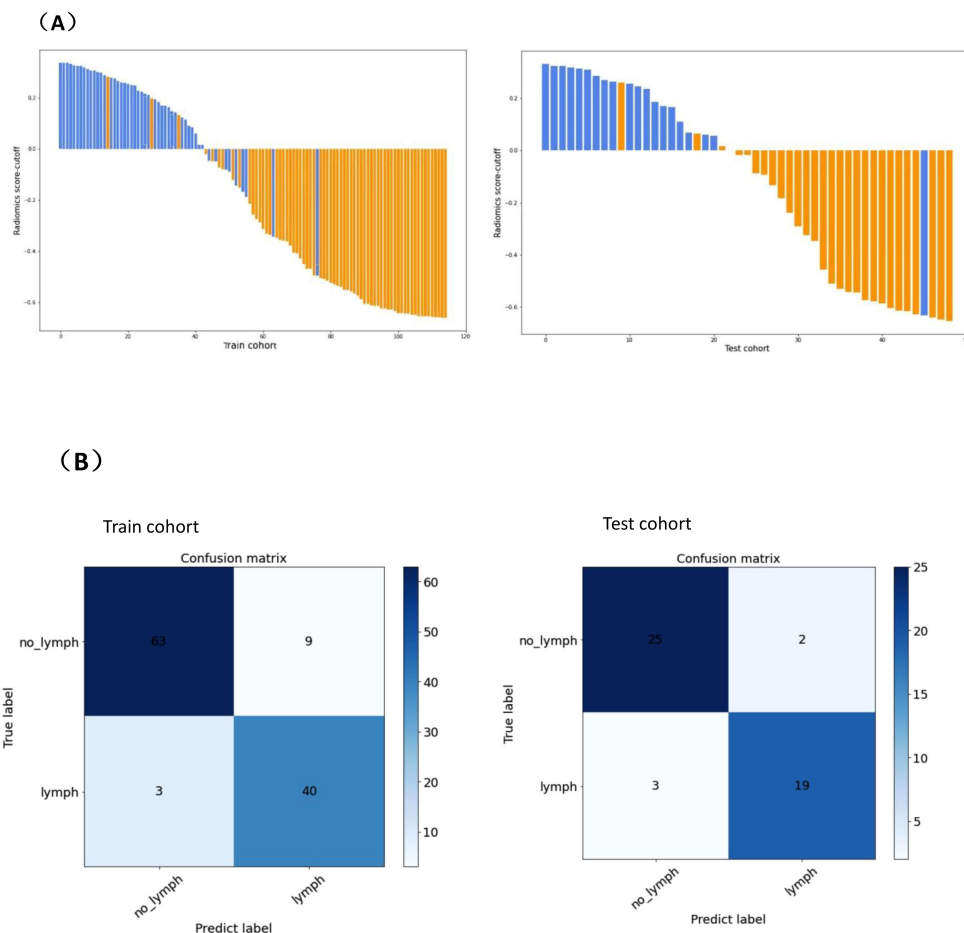 （A）
Radiomics score-cutoff
0.2
0.0
−0.2
−0.4
−0.6
0
20
40
60
80
100
120
Train cohort
Radiomics score-cutoff
0.2
0.0
−0.2
−0.4
−0.6
0
10
20
30
40
Test cohort
（B）
Train cohort
Confusion matrix
True label
no_lymph
lymph
63
9
3
40
no_lymph
lymph
Predict label
60
50
40
30
20
10
Test cohort
Confusion matrix
True label
no_lymph
lymph
25
2
3
19
no_lymph
lymph
Predict label
25
20
15
10
5